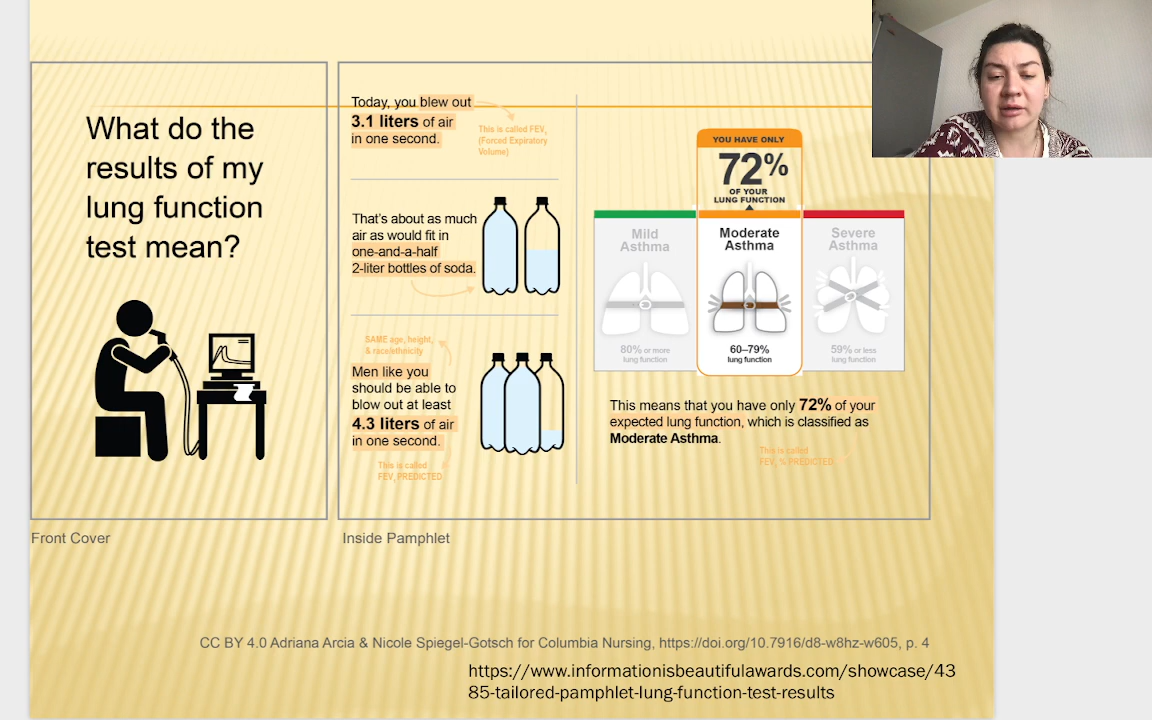 What do the
results of my
lung function
test mean?
Today, you blew out
3.1 liters of air
in one second.
This is called FEV,
(Forced Expiratory
Volume)
That's about as much
air as would fit in
one-and-a-half
2-liter bottles of soda.
SAME age, height,
& race/ethnicity
Men like you
should be able to
blow out at least
4.3 liters of air
in one second.
This is called
FEV, PREDICTED
YOU HAVE ONLY
72%
OF YOUR
LUNG FUNCTION
Mild
Asthma
80% or more
lung function
Moderate
Asthma
60–79%
lung function
Severe
Asthma
59% or less
lung function
This means that you have only 72% of your
expected lung function, which is classified as
Moderate Asthma.
This is called
FEV, % PREDICTED
Front Cover
Inside Pamphlet
CC BY 4.0 Adriana Arcia & Nicole Spiegel-Gotsch for Columbia Nursing, https://doi.org/10.7916/d8-w8hz-w605, p. 4
https://www.informationisbeautifulawards.com/showcase/43
85-tailored-pamphlet-lung-function-test-results